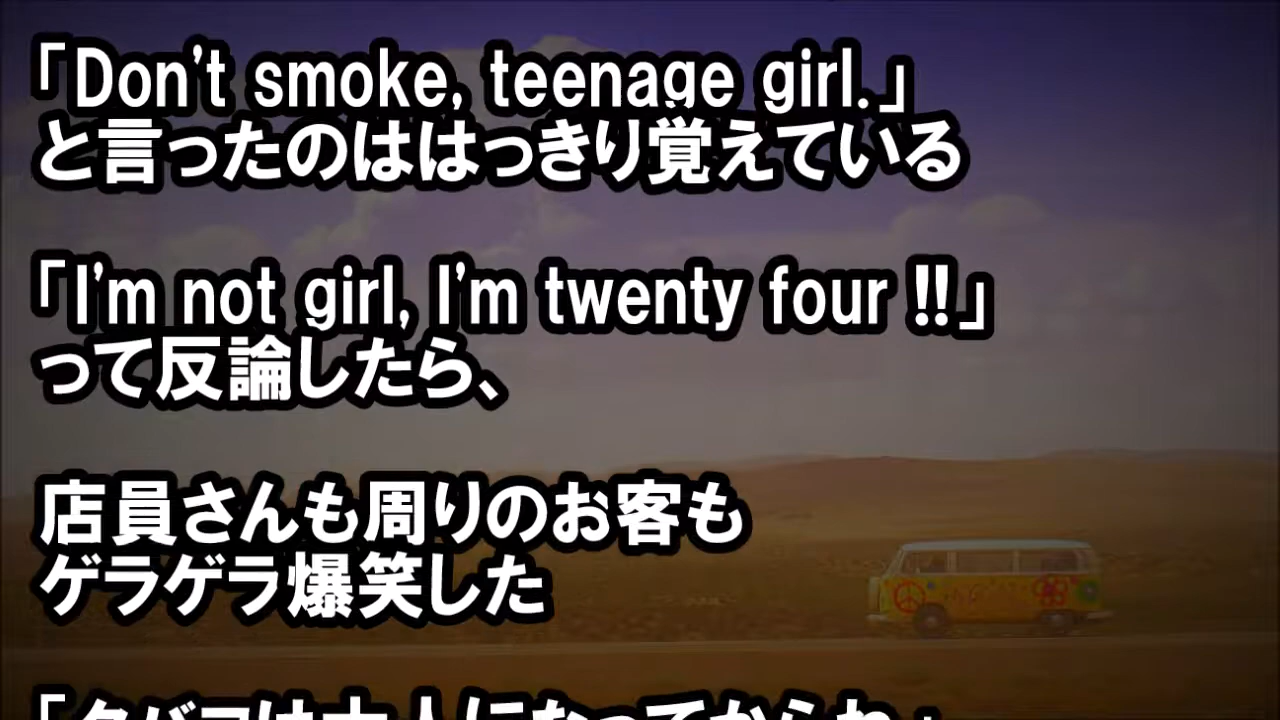 「Don't smoke, teenage girl.」
と言ったのははっきり覚えている
「I'm not girl, I'm twenty four !!」
って反論したら、
店員さんも周りのお客も
ゲラゲラ爆笑した
「タバコは大人になってからね」